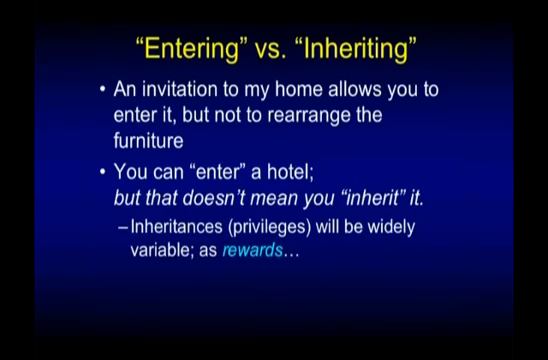 “Entering” vs. “Inheriting”
• An invitation to my home allows you to
enter it, but not to rearrange the
furniture
• You can “enter” a hotel;
but that doesn’t mean you “inherit” it.
–Inheritances (privileges) will be widely
variable; as rewards…